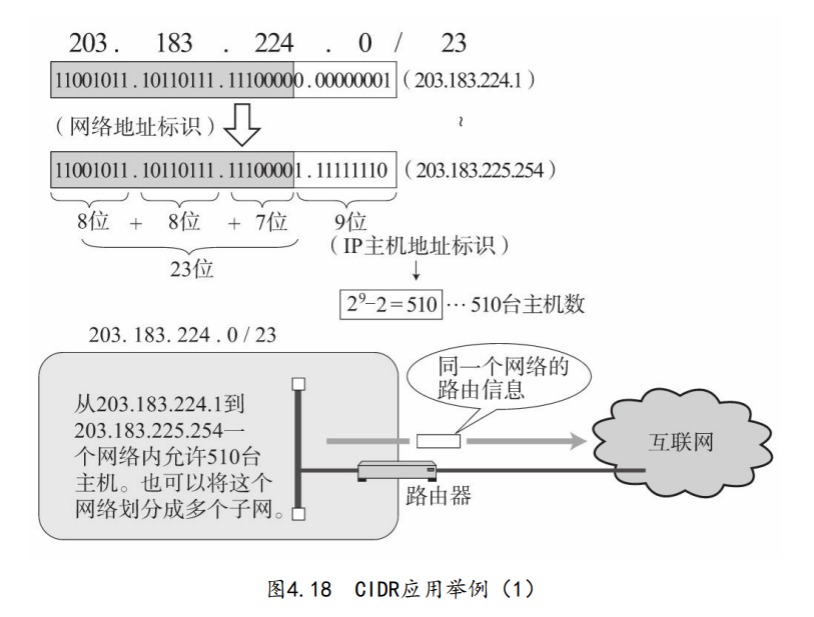 203. 183 . 224 . 0 / 23
11001011.10110111.11100000.00000001 (203.183.224.1)
(网络地址标识) ~
11001011.10110111.11100001.11111110 (203.183.225.254)
8位 + 8位 + 7位 9位
(IP主机地址标识)
23位
2⁹−2=510 … 510台主机数
203. 183. 224 . 0 / 23
同一个网络的
路由信息
从203.183.224.1到
203.183.225.254一
个网络内允许510台
主机。也可以将这个
网络划分成多个子网。
互联网
路由器
图4.18 CIDR应用举例（1）